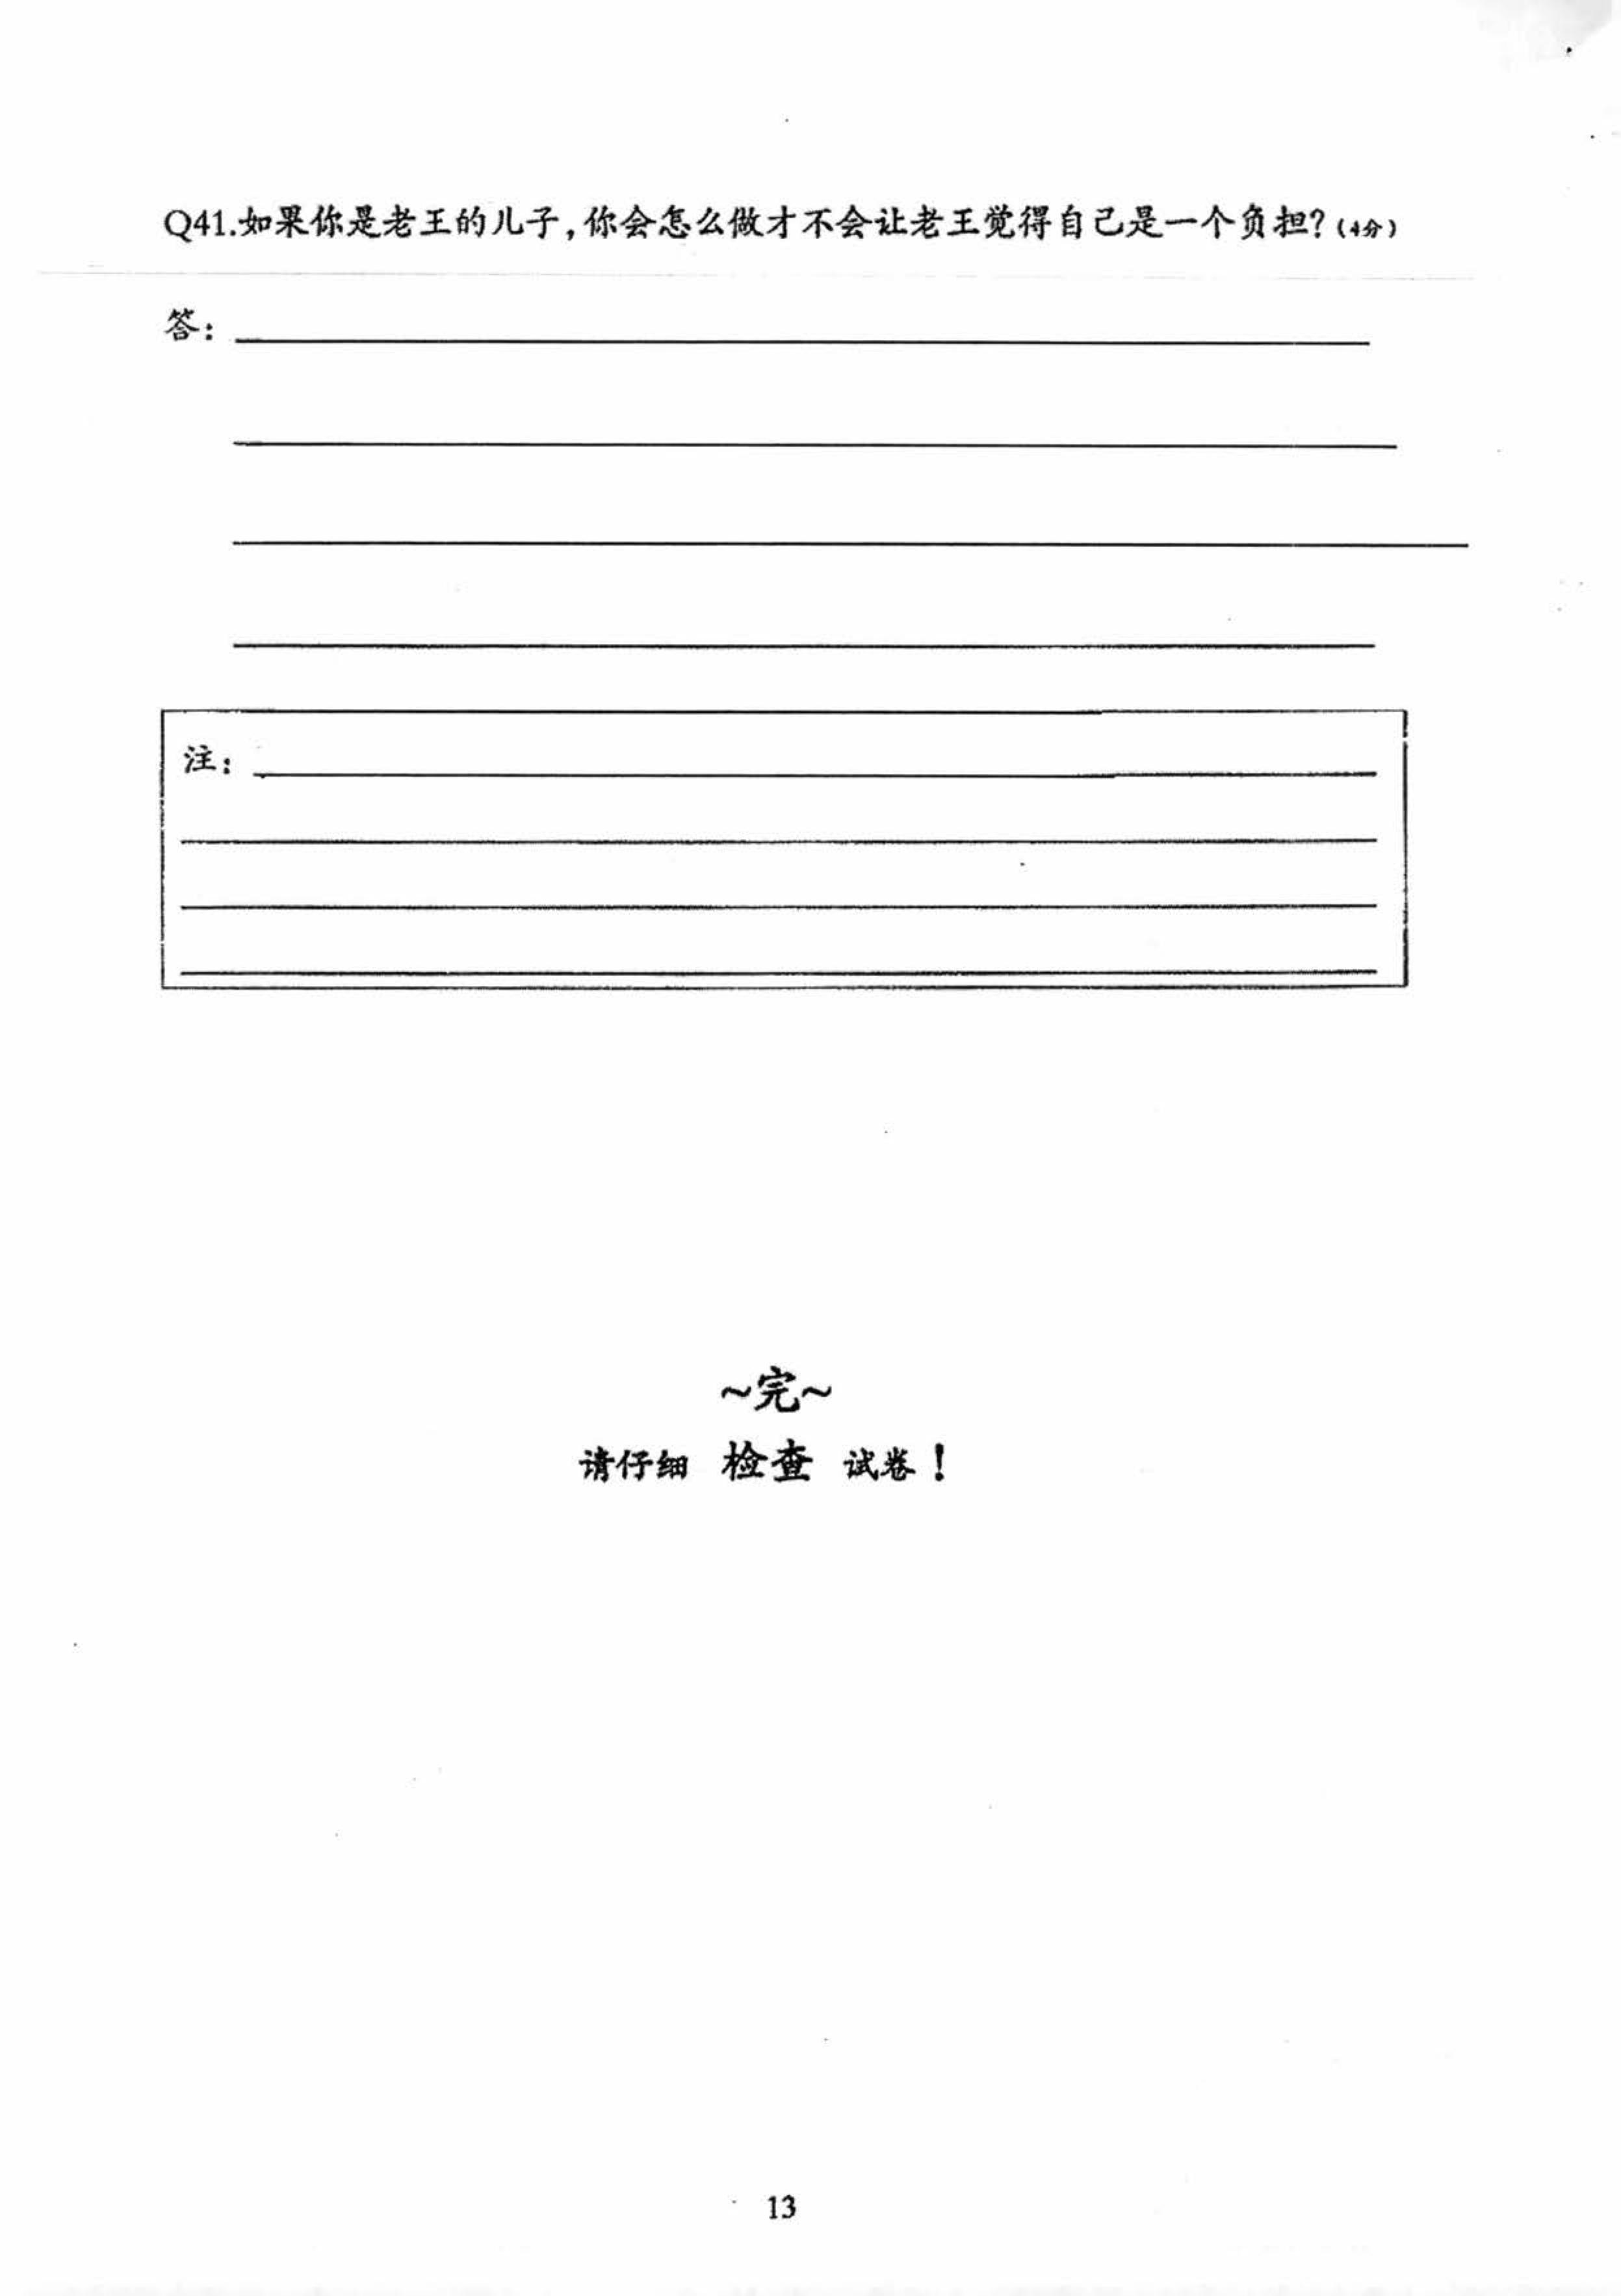 Q41.如果你是老王的儿子,你会怎么做才不会让老王觉得自己是一个负担?(4分)
答:
注:
~完~
请仔细 检查 试卷!
13